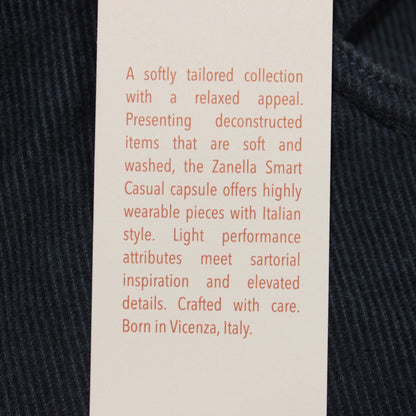 A softly tailored collection
with a relaxed appeal.
Presenting deconstructed
items that are soft and
washed, the Zanella Smart
Casual capsule offers highly
wearable pieces with Italian
style. Light performance
attributes meet sartorial
inspiration and elevated
details. Crafted with care.
Born in Vicenza, Italy.